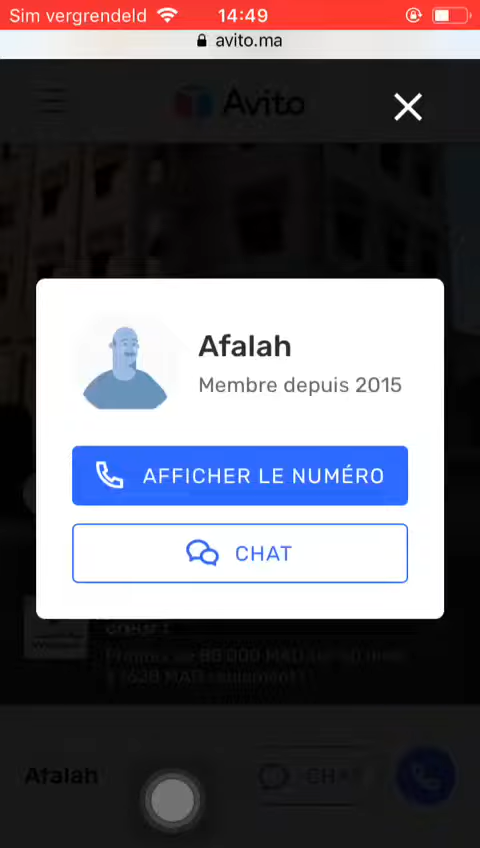 Sim vergrendeld 14:49
avito.ma
Avito
Afalah
Membre depuis 2015
AFFICHER LE NUMÉRO
CHAT
Afalah CHAT